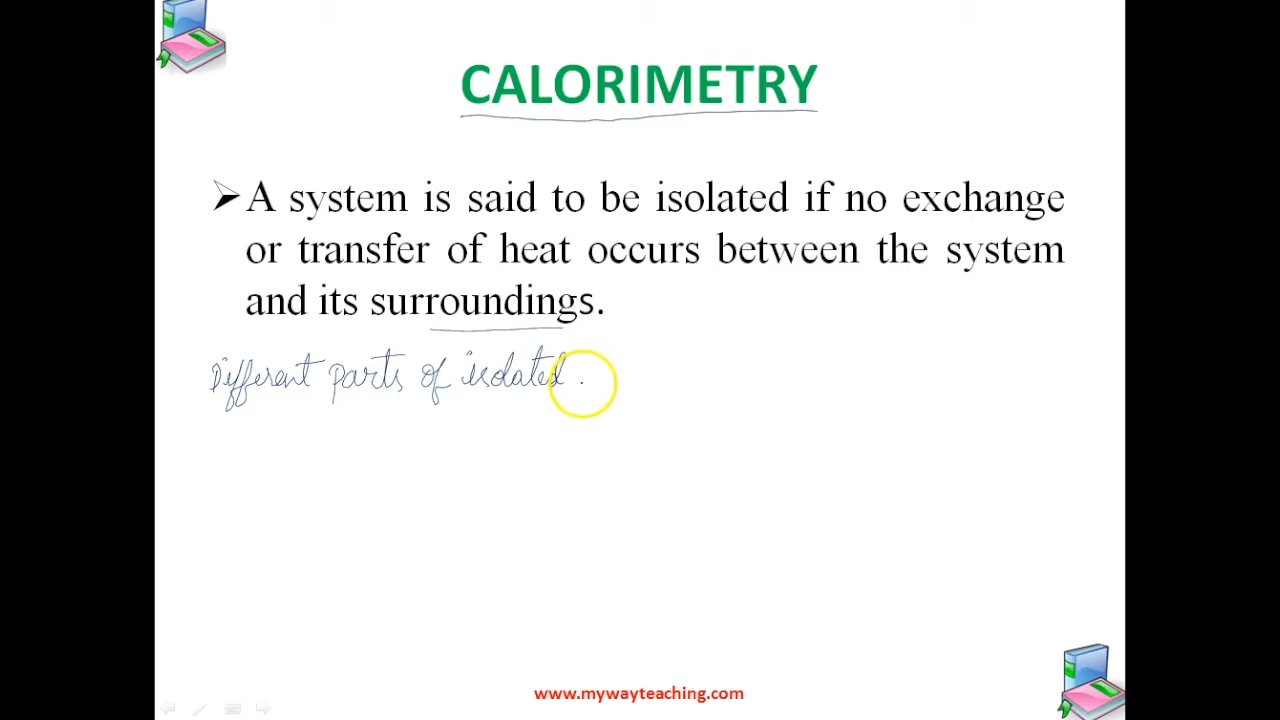 CALORIMETRY
➢A system is said to be isolated if no exchange
or transfer of heat occurs between the system
and its surroundings.
Different parts of isolated
www.mywayteaching.com